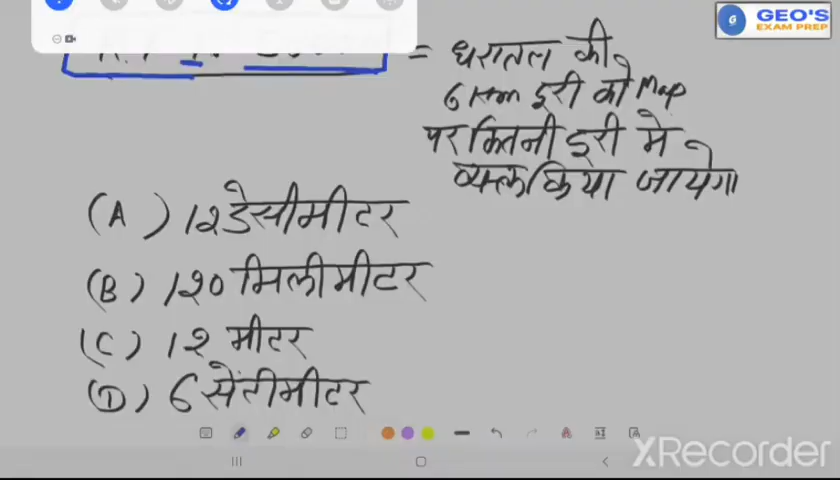 GEO'S
EXAM PREP
= धरातल की
6 Km दूरी को Map
पर कितनी दूरी मे
व्यक्त किया जायेगा
(A) 12 डेसीमीटर
(B) 120 मिलीमीटर
(C) 12 मीटर
(D) 6 सेंटीमीटर
XRecorder